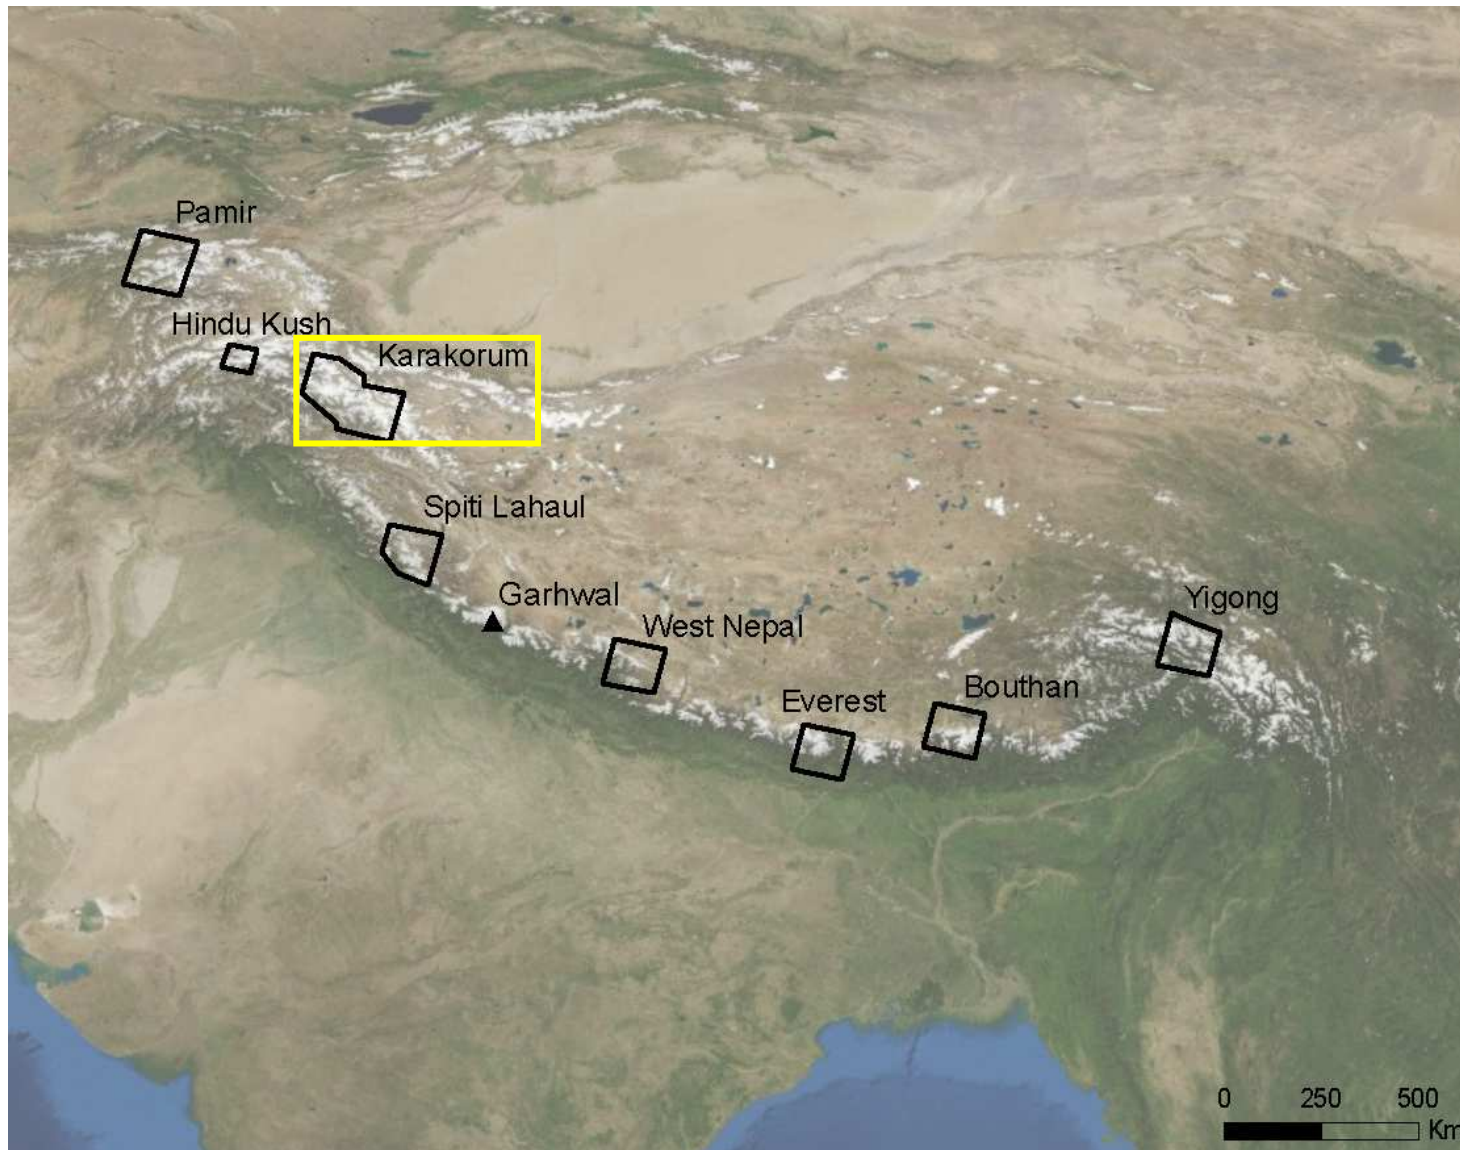 Pamir
Hindu Kush
Karakorum
Spiti Lahaul
Garhwal
West Nepal
Yigong
Everest
Bouthan
0 250 500
Km